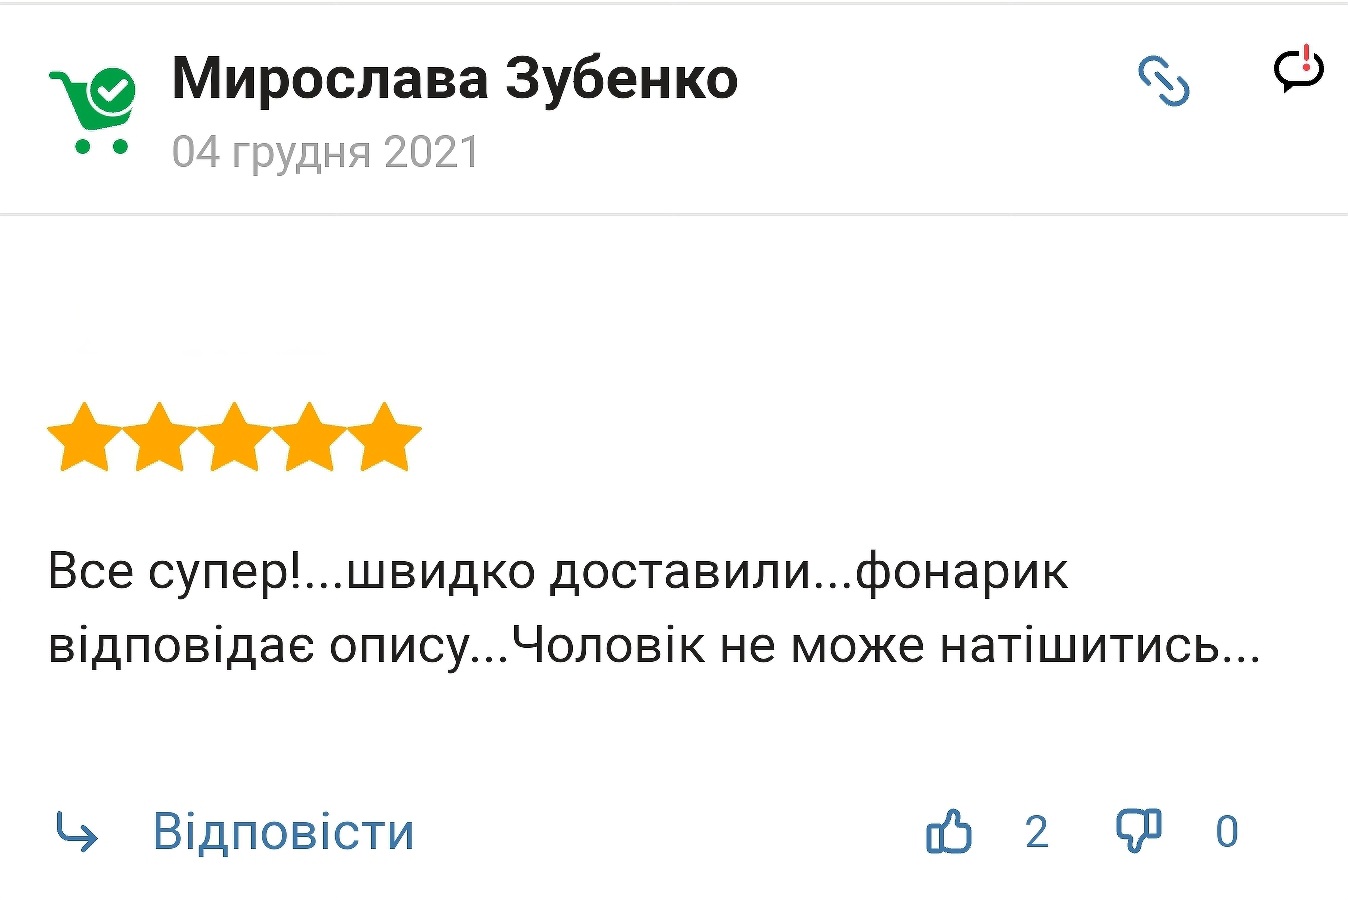 Мирослава Зубенко
04 грудня 2021
Все супер!...швидко доставили...фонарик
відповідає опису...Чоловік не може натішитись...
Відповісти 2 0